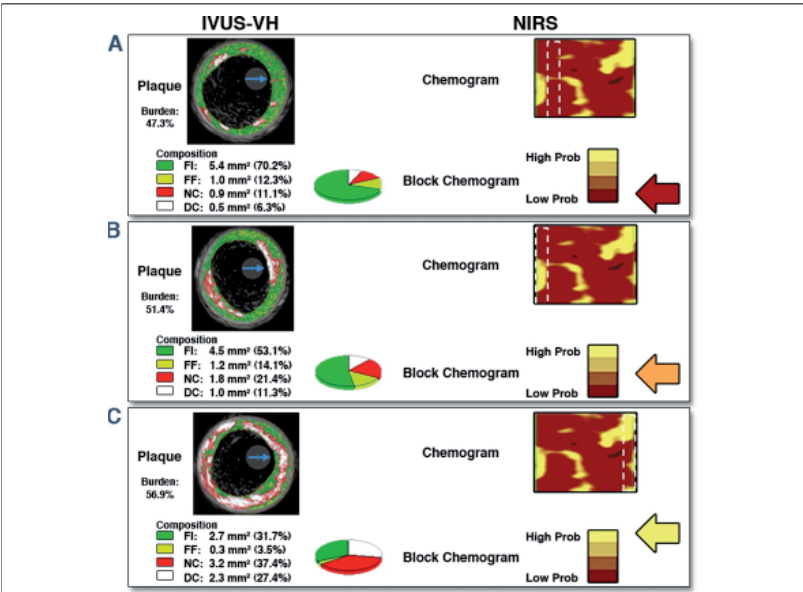 IVUS-VH NIRS
A
Plaque
Burden:
47.3%
Chemogram
Composition
FI: 5.4 mm² (70.2%)
FF: 1.0 mm² (12.3%)
NC: 0.9 mm² (11.1%)
DC: 0.5 mm² (6.3%)
Block Chemogram
High Prob
Low Prob
B
Plaque
Burden:
51.4%
Chemogram
Composition
FI: 4.5 mm² (53.1%)
FF: 1.2 mm² (14.1%)
NC: 1.8 mm² (21.4%)
DC: 1.0 mm² (11.3%)
Block Chemogram
High Prob
Low Prob
C
Plaque
Burden:
56.9%
Chemogram
Composition
FI: 2.7 mm² (31.7%)
FF: 0.3 mm² (3.5%)
NC: 3.2 mm² (37.4%)
DC: 2.3 mm² (27.4%)
Block Chemogram
High Prob
Low Prob